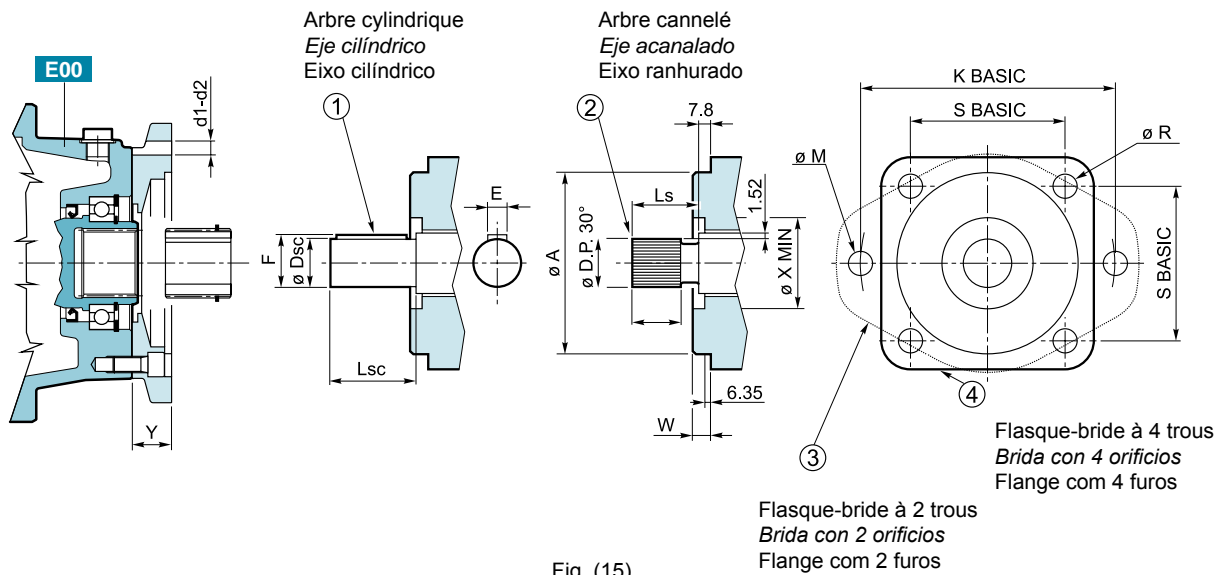 Arbre cylindrique
Eje cilíndrico
Eixo cilíndrico
Arbre cannelé
Eje acanalado
Eixo ranhurado
E00
d1-d2
1
2
7.8
K BASIC
S BASIC
ø R
ø M
E
Ls
1.52
F
ø Dsc
ø A
ø D.P. 30°
ø X MIN
S BASIC
Lsc
6.35
W
Y
4
3
Flasque-bride à 4 trous
Brida con 4 orificios
Flange com 4 furos
Flasque-bride à 2 trous
Brida con 2 orificios
Flange com 2 furos
Fig. (15)